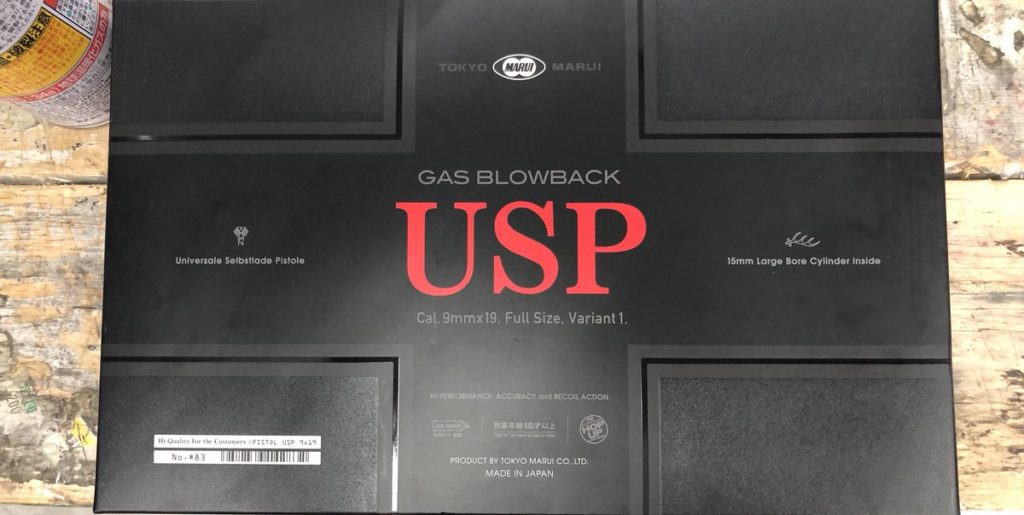 TOKYO MARUI MARUI
GAS BLOWBACK
USP
Universale Selbstlade Pistole
15mm Large Bore Cylinder Inside
Cal. 9mmx19, Full Size, Variant 1.
HI-PERFORMANCE: ACCURACY and RECOIL ACTION.
対象年齢18才以上
HOP UP
Hi-Quality for the Customers :PISTOL USP 9x19
No.#83
PRODUCT BY TOKYO MARUI CO.,LTD.
MADE IN JAPAN